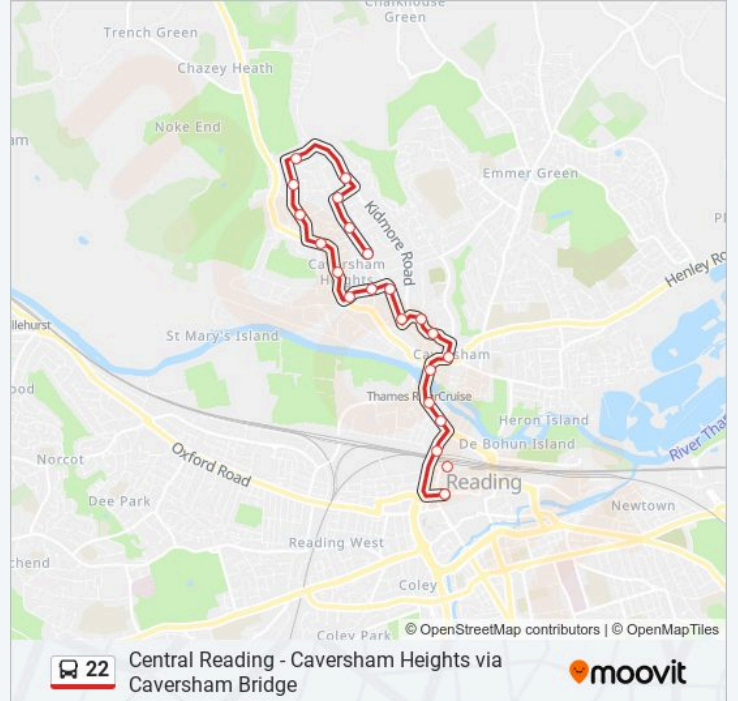 Chalkhouse
Green
Trench Green
Chazey Heath
Noke End
Emmer Green
Kidmore Road
Caversham
Heights
Henley Ro
ilehurst
St Mary's Island
Caversham
Thames RiverCruise
Heron Island
De Bohun Island
River Tha
Norcot
Oxford Road
Reading
Dee Park
Newtown
Reading West
Coley
Coley Park
© OpenStreetMap contributors | © OpenMapTiles
22
Central Reading - Caversham Heights via
Caversham Bridge
moovit